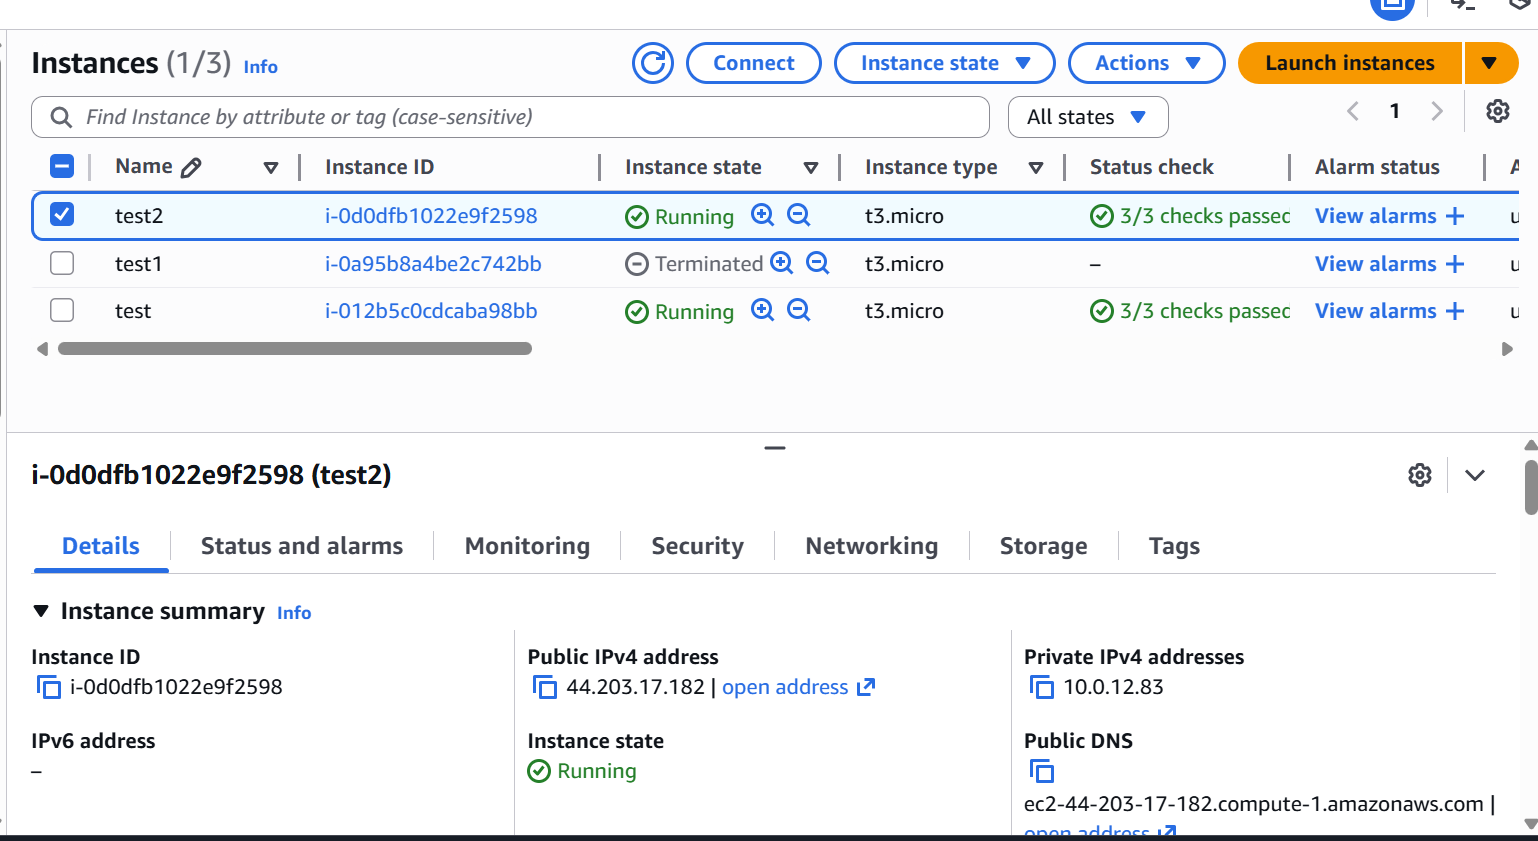 Instances (1/3) Info
Connect
Instance state
Actions
Launch instances
Find Instance by attribute or tag (case-sensitive)
All states
1
Name Instance ID Instance state Instance type Status check Alarm status
test2 i-0d0dfb1022e9f2598 Running t3.micro 3/3 checks passed View alarms +
test1 i-0a95b8a4be2c742bb Terminated t3.micro – View alarms +
test i-012b5c0cdcaba98bb Running t3.micro 3/3 checks passed View alarms +
i-0d0dfb1022e9f2598 (test2)
Details Status and alarms Monitoring Security Networking Storage Tags
Instance summary Info
Instance ID
i-0d0dfb1022e9f2598
Public IPv4 address
44.203.17.182 | open address
Private IPv4 addresses
10.0.12.83
IPv6 address
–
Instance state
Running
Public DNS
ec2-44-203-17-182.compute-1.amazonaws.com |
open address